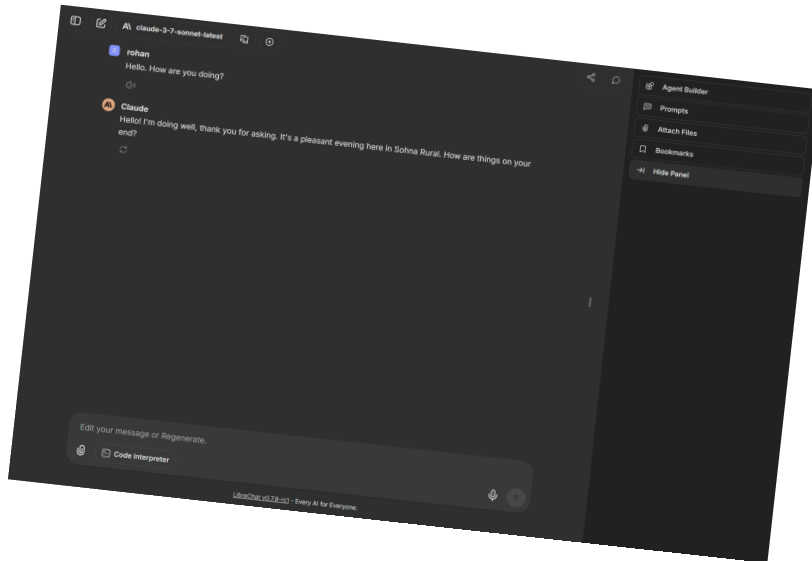 claude-3-7-sonnet-latest
rohan
Hello. How are you doing?
Claude
Hello! I'm doing well, thank you for asking. It's a pleasant evening here in Sohna Rural. How are things on your
end?
Edit your message or Regenerate.
Code Interpreter
LibreChat v0.7.8-rc1 - Every AI for Everyone.
Agent Builder
Prompts
Attach Files
Bookmarks
Hide Panel